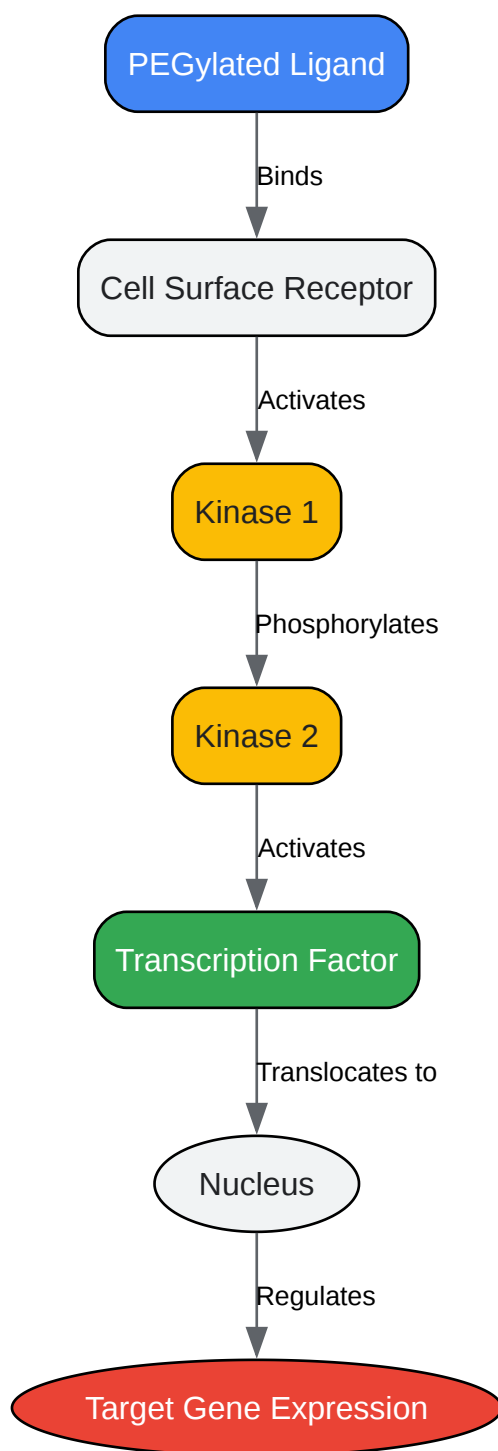 PEGylated Ligand
Binds
Cell Surface Receptor
Activates
Kinase 1
Phosphorylates
Kinase 2
Activates
Transcription Factor
Translocates to
Nucleus
Regulates
Target Gene Expression